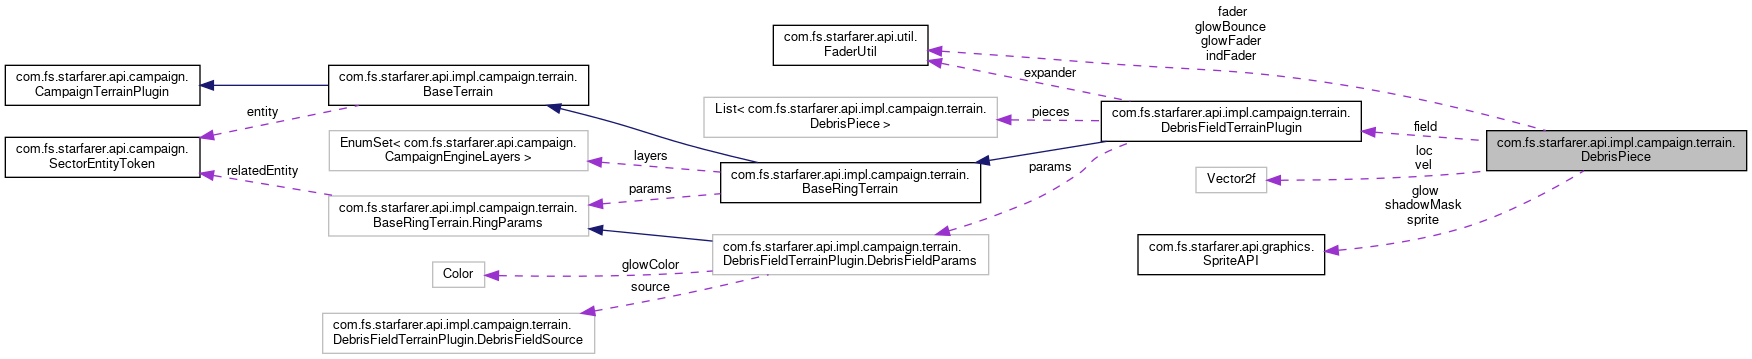 com.fs.starfarer.api.campaign.
CampaignTerrainPlugin
com.fs.starfarer.api.campaign.
SectorEntityToken
entity
relatedEntity
com.fs.starfarer.api.impl.campaign.terrain.
BaseTerrain
EnumSet< com.fs.starfarer.api.campaign.
CampaignEngineLayers >
com.fs.starfarer.api.impl.campaign.terrain.
BaseRingTerrain.RingParams
Color
com.fs.starfarer.api.impl.campaign.terrain.
DebrisFieldTerrainPlugin.DebrisFieldSource
layers
params
glowColor
source
com.fs.starfarer.api.util.
FaderUtil
List< com.fs.starfarer.api.impl.campaign.terrain.
DebrisPiece >
com.fs.starfarer.api.impl.campaign.terrain.
BaseRingTerrain
com.fs.starfarer.api.impl.campaign.terrain.
DebrisFieldTerrainPlugin.DebrisFieldParams
expander
pieces
params
com.fs.starfarer.api.impl.campaign.terrain.
DebrisFieldTerrainPlugin
Vector2f
com.fs.starfarer.api.graphics.
SpriteAPI
fader
glowBounce
glowFader
indFader
field
loc
vel
glow
shadowMask
sprite
com.fs.starfarer.api.impl.campaign.terrain.
DebrisPiece